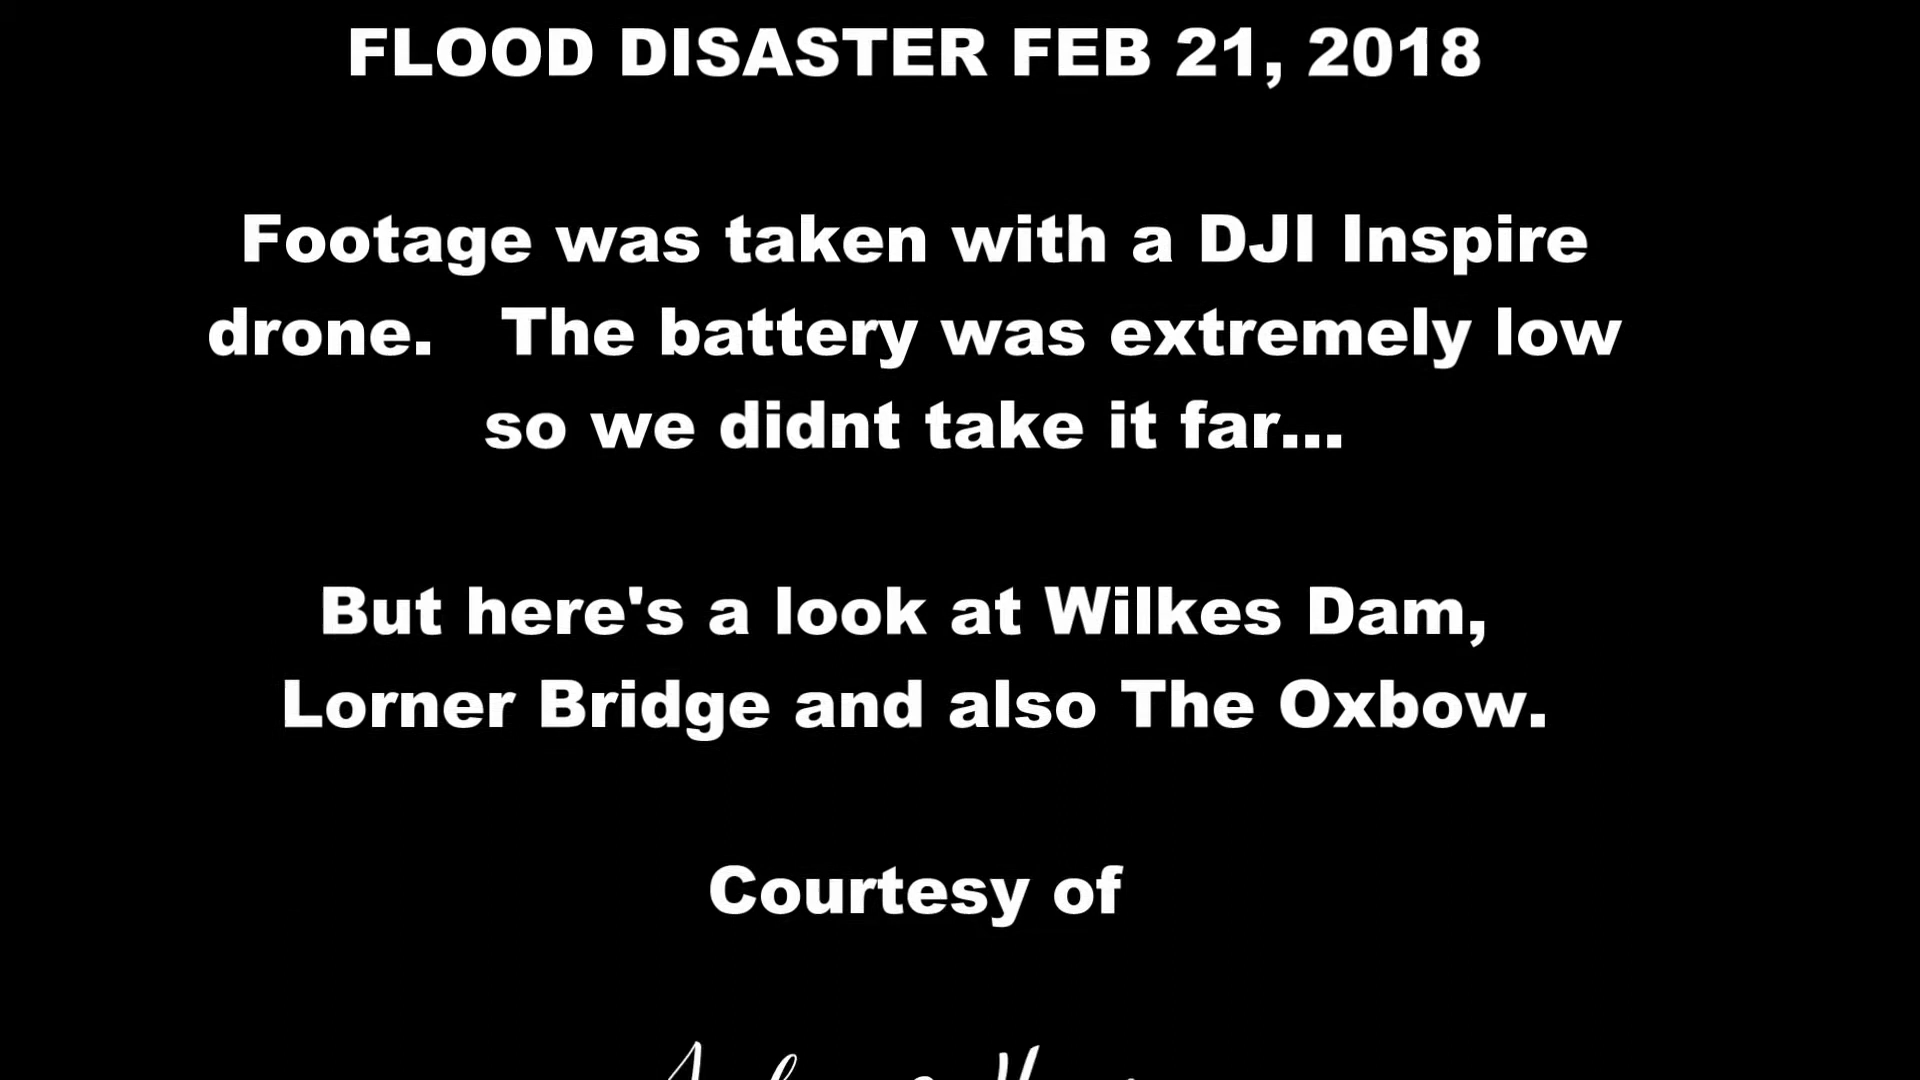 FLOOD DISASTER FEB 21, 2018
Footage was taken with a DJI Inspire
drone.   The battery was extremely low
so we didnt take it far...
But here's a look at Wilkes Dam,
Lorner Bridge and also The Oxbow.
Courtesy of